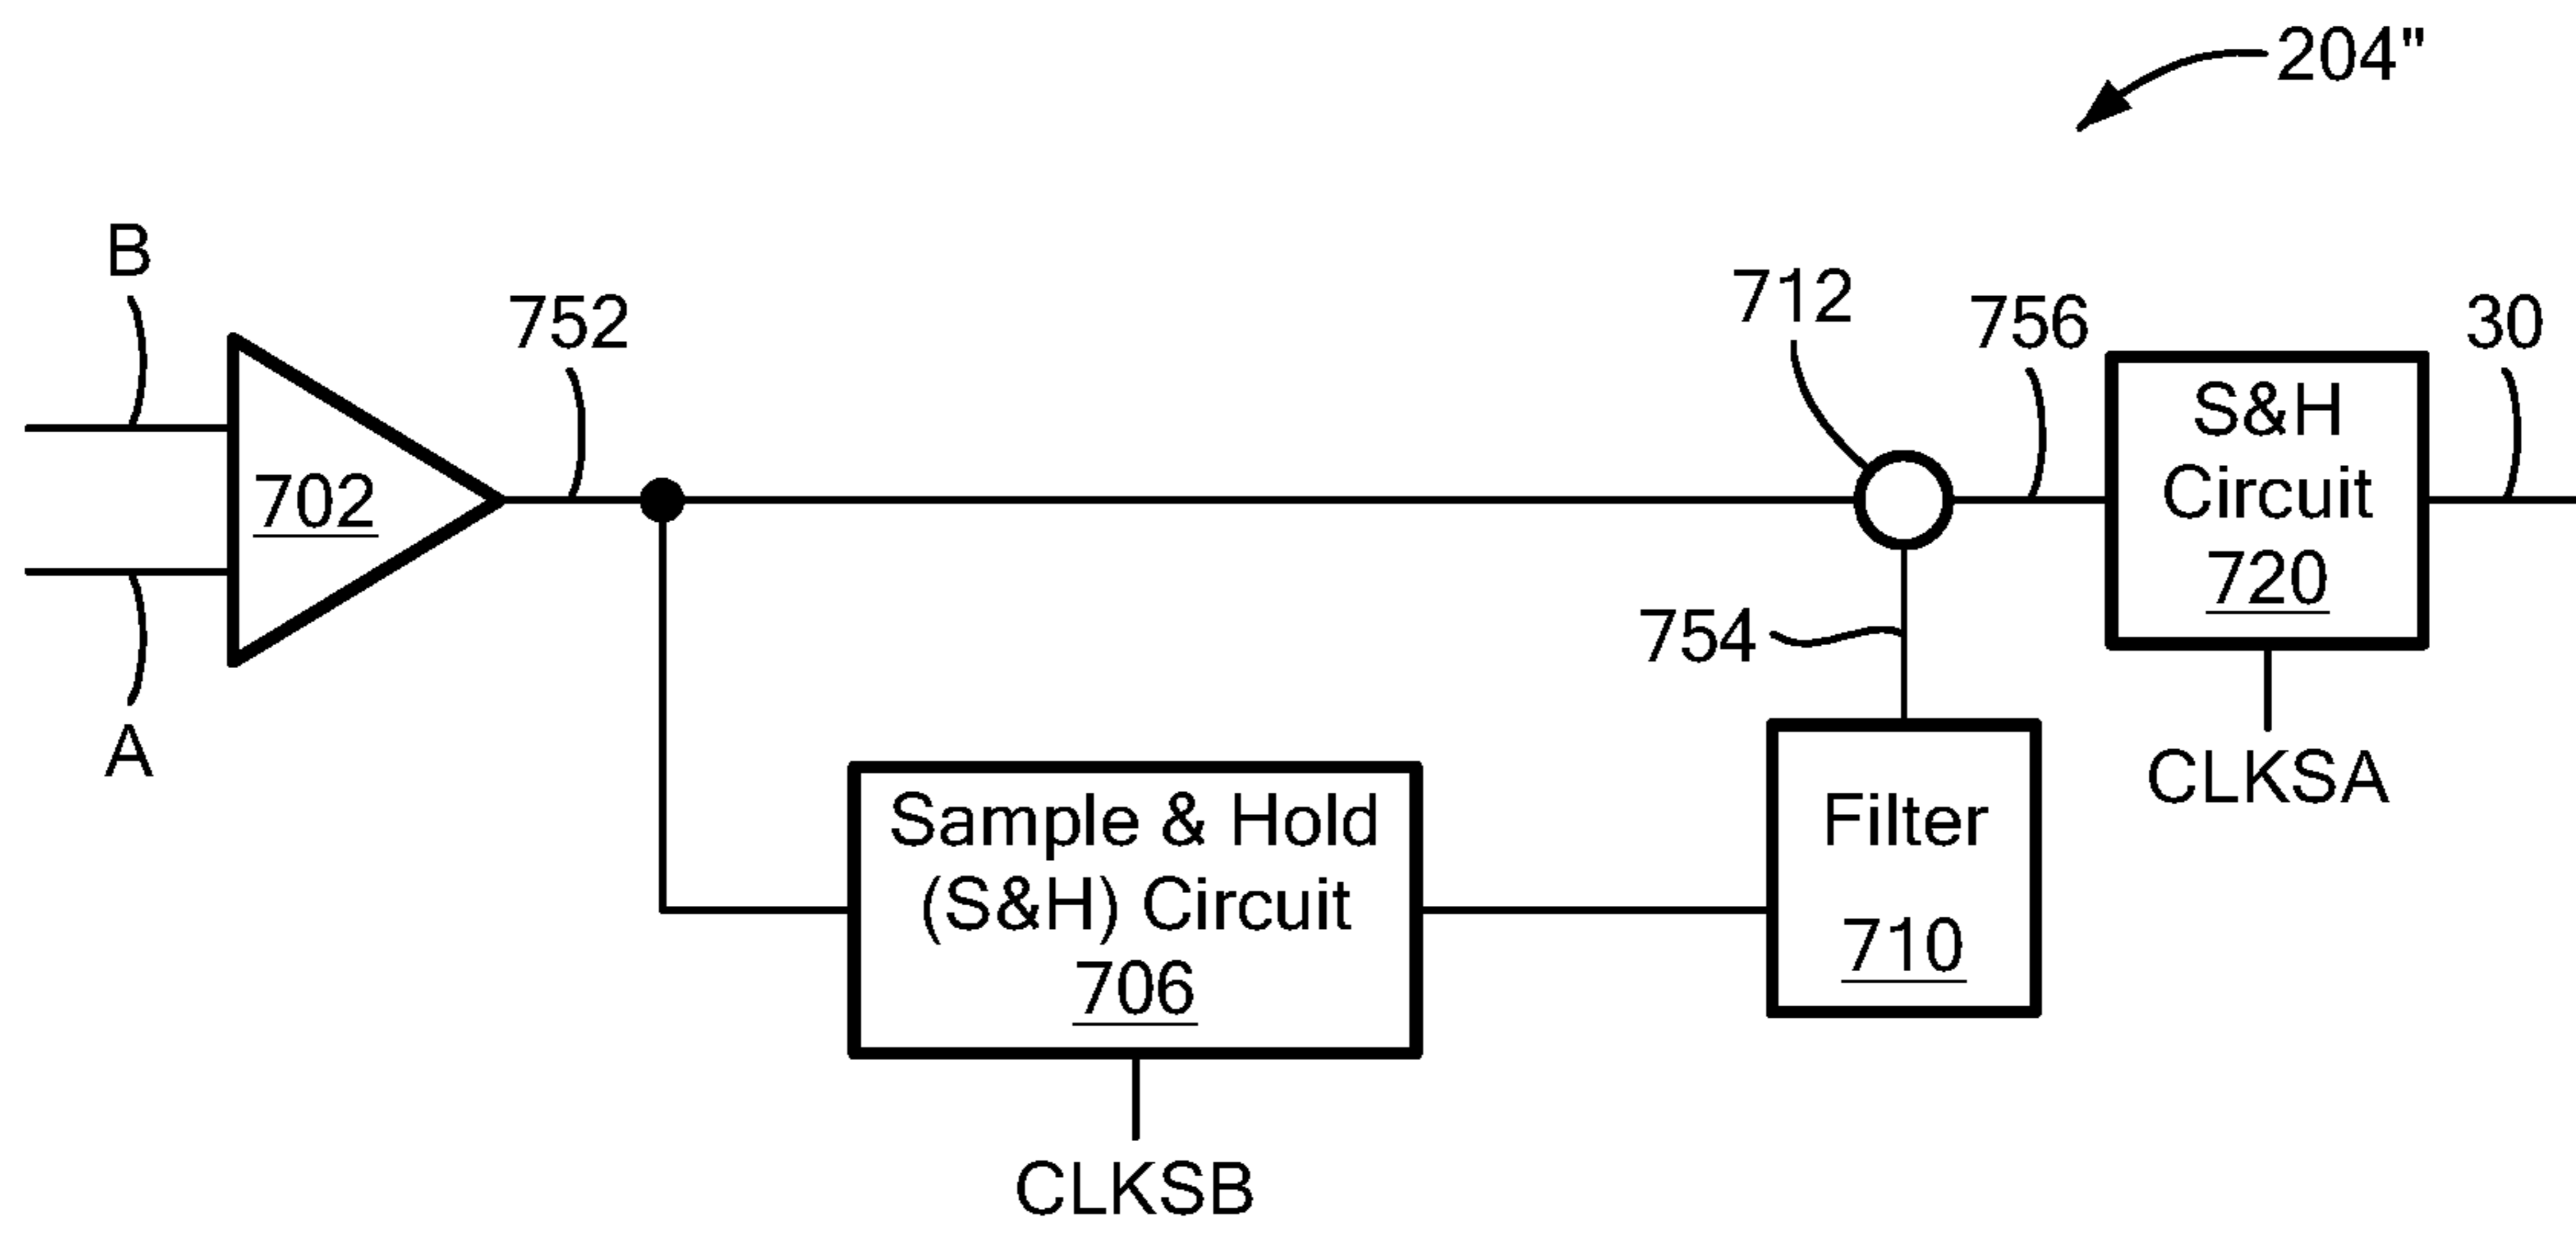 204"
B
752
712
756
30
702
S&H
Circuit
720
754
A
CLKSA
Sample & Hold
(S&H) Circuit
706
Filter
710
CLKSB